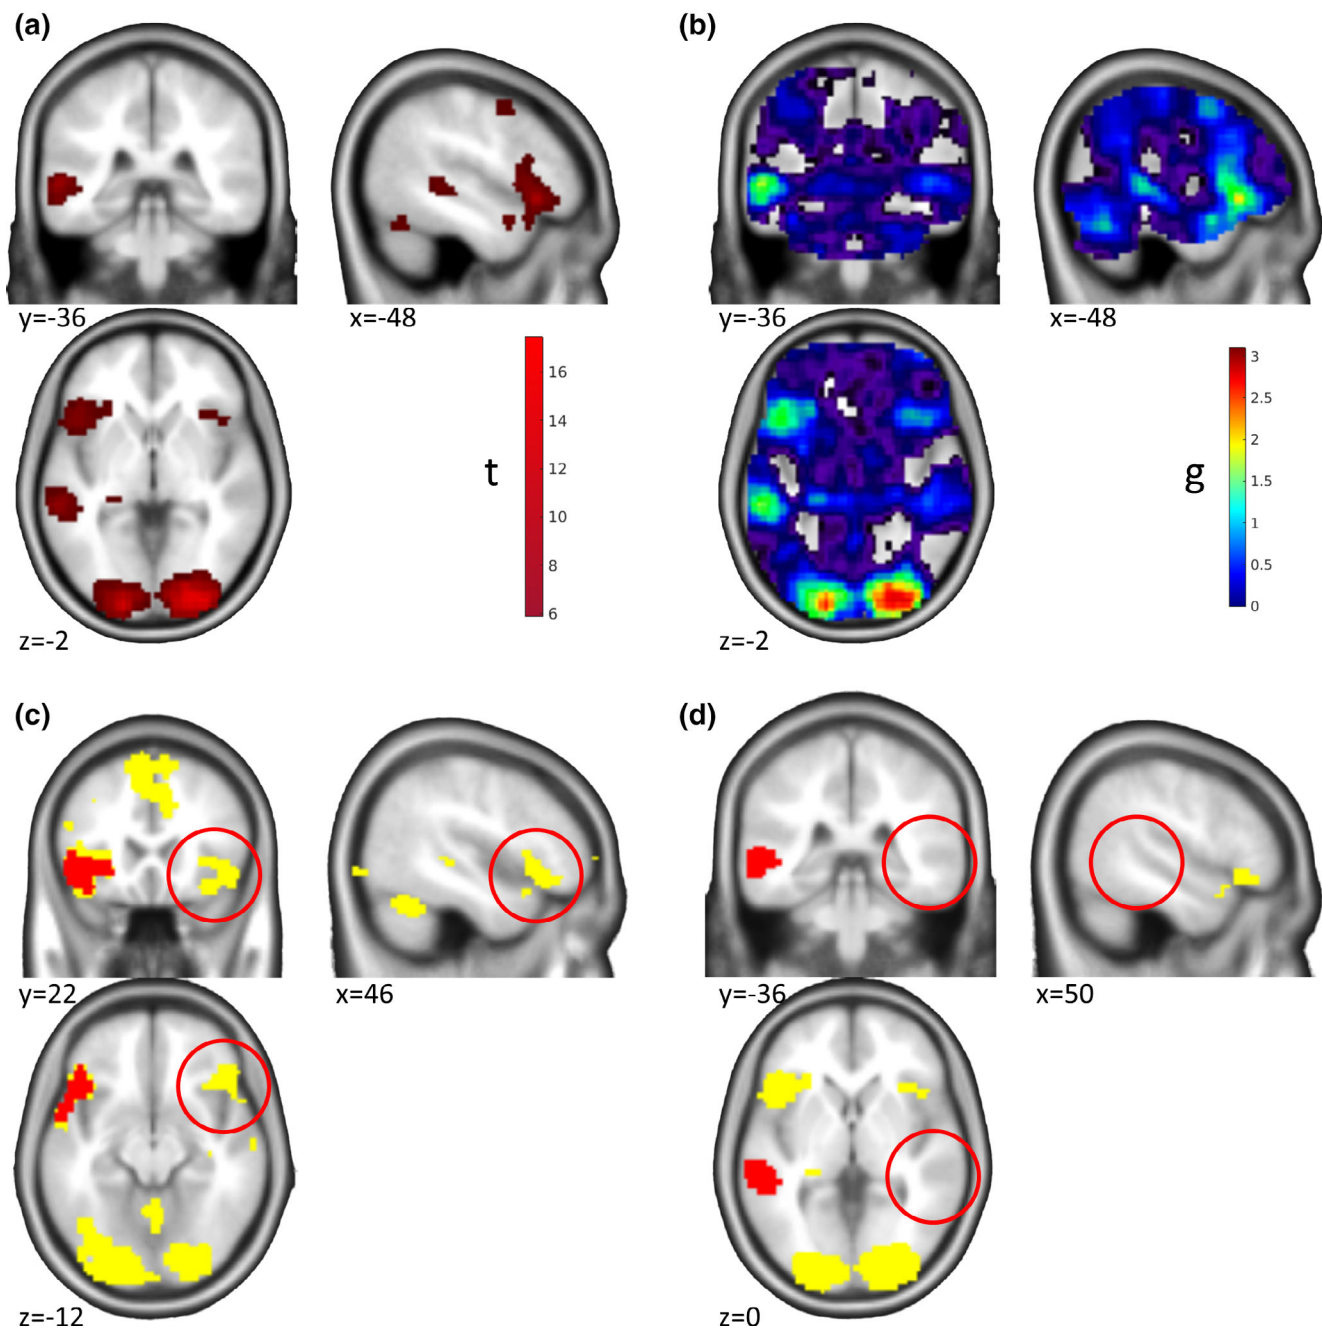 (a)
(b)
y=-36
x=-48
y=-36
x=-48
t
16
14
12
10
8
6
g
3
2.5
2
1.5
1
0.5
0
z=-2
z=-2
(c)
(d)
y=22
x=46
y=-36
x=50
z=-12
z=0